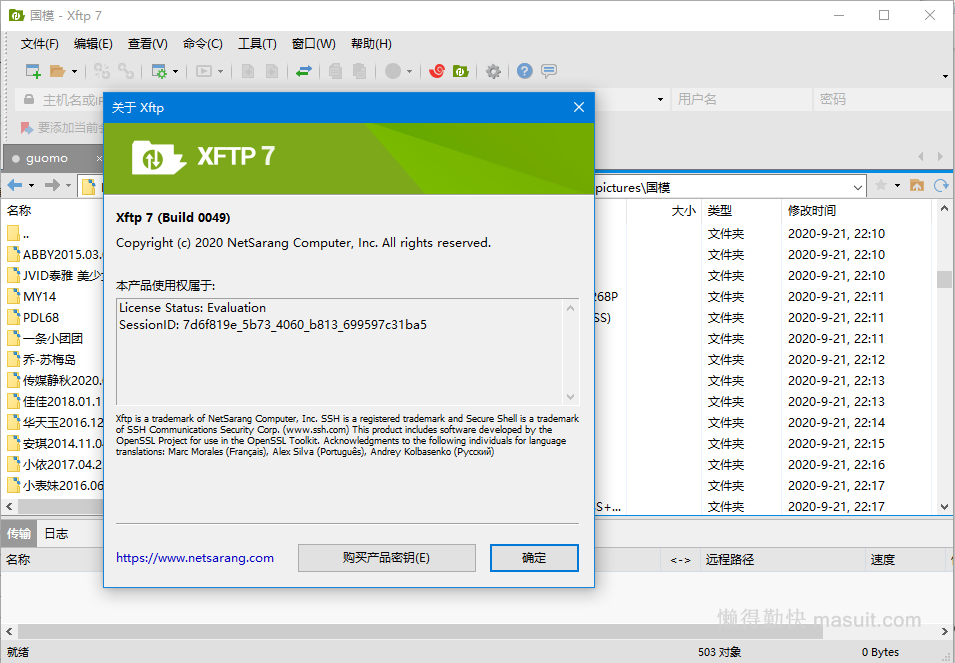 国模 - Xftp 7
文件(F) 编辑(E) 查看(V) 命令(C) 工具(T) 窗口(W) 帮助(H)
主机名或IP 用户名 密码
要添加当前会
关于 Xftp
XFTP 7
guomo
pictures\国模
名称 大小 类型 修改时间
.. 文件夹 2020-9-21, 22:10
ABBY2015.03. 文件夹 2020-9-21, 22:10
JVID泰雅 美少 文件夹 2020-9-21, 22:10
MY14 268P 文件夹 2020-9-21, 22:11
PDL68 SS) 文件夹 2020-9-21, 22:11
一条小团团 文件夹 2020-9-21, 22:11
乔-苏梅岛 文件夹 2020-9-21, 22:12
传媒静秋2020. 文件夹 2020-9-21, 22:13
佳佳2018.01.1 文件夹 2020-9-21, 22:13
华天玉2016.12 文件夹 2020-9-21, 22:14
安琪2014.11.0 文件夹 2020-9-21, 22:15
小依2017.04.2 文件夹 2020-9-21, 22:16
小表妹2016.06 文件夹 2020-9-21, 22:17
S+... 文件夹 2020-9-21, 22:17
Xftp 7 (Build 0049)
Copyright (c) 2020 NetSarang Computer, Inc. All rights reserved.
本产品使用权属于:
License Status: Evaluation
SessionID: 7d6f819e_5b73_4060_b813_699597c31ba5
Xftp is a trademark of NetSarang Computer, Inc. SSH is a registered trademark and Secure Shell is a trademark
of SSH Communications Security Corp. (www.ssh.com) This product includes software developed by the
OpenSSL Project for use in the OpenSSL Toolkit. Acknowledgments to the following individuals for language
translations: Marc Morales (Français), Alex Silva (Português), Andrey Kolbasenko (Русский)
https://www.netsarang.com 购买产品密钥(E) 确定
传输 日志
名称 <-> 远程路径 速度
懒得勤快 masuit.com
就绪 503 对象 0 Bytes